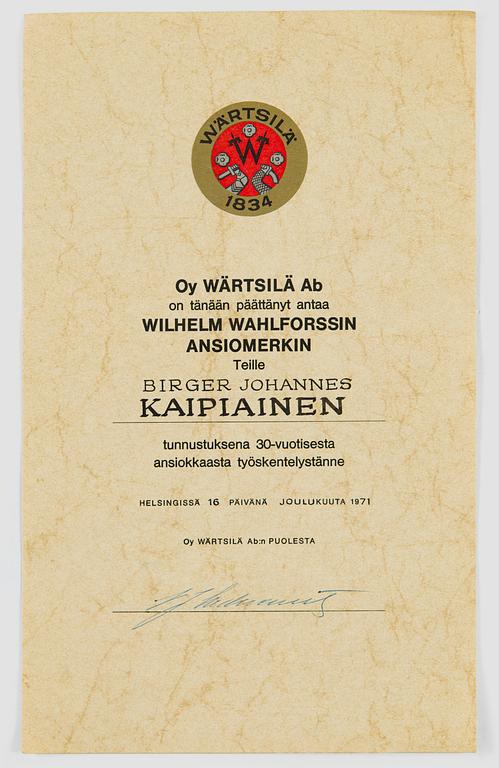 WÄRTSILÄ
W
1834
Oy WÄRTSILÄ Ab
on tänään päättänyt antaa
WILHELM WAHLFORSSIN
ANSIOMERKIN
Teille
BIRGER JOHANNES
KAIPIAINEN
tunnustuksena 30-vuotisesta
ansiokkaasta työskentelystänne
HELSINGISSÄ 16 PÄIVÄNÄ JOULUKUUTA 1971
Oy WÄRTSILÄ Ab:n PUOLESTA